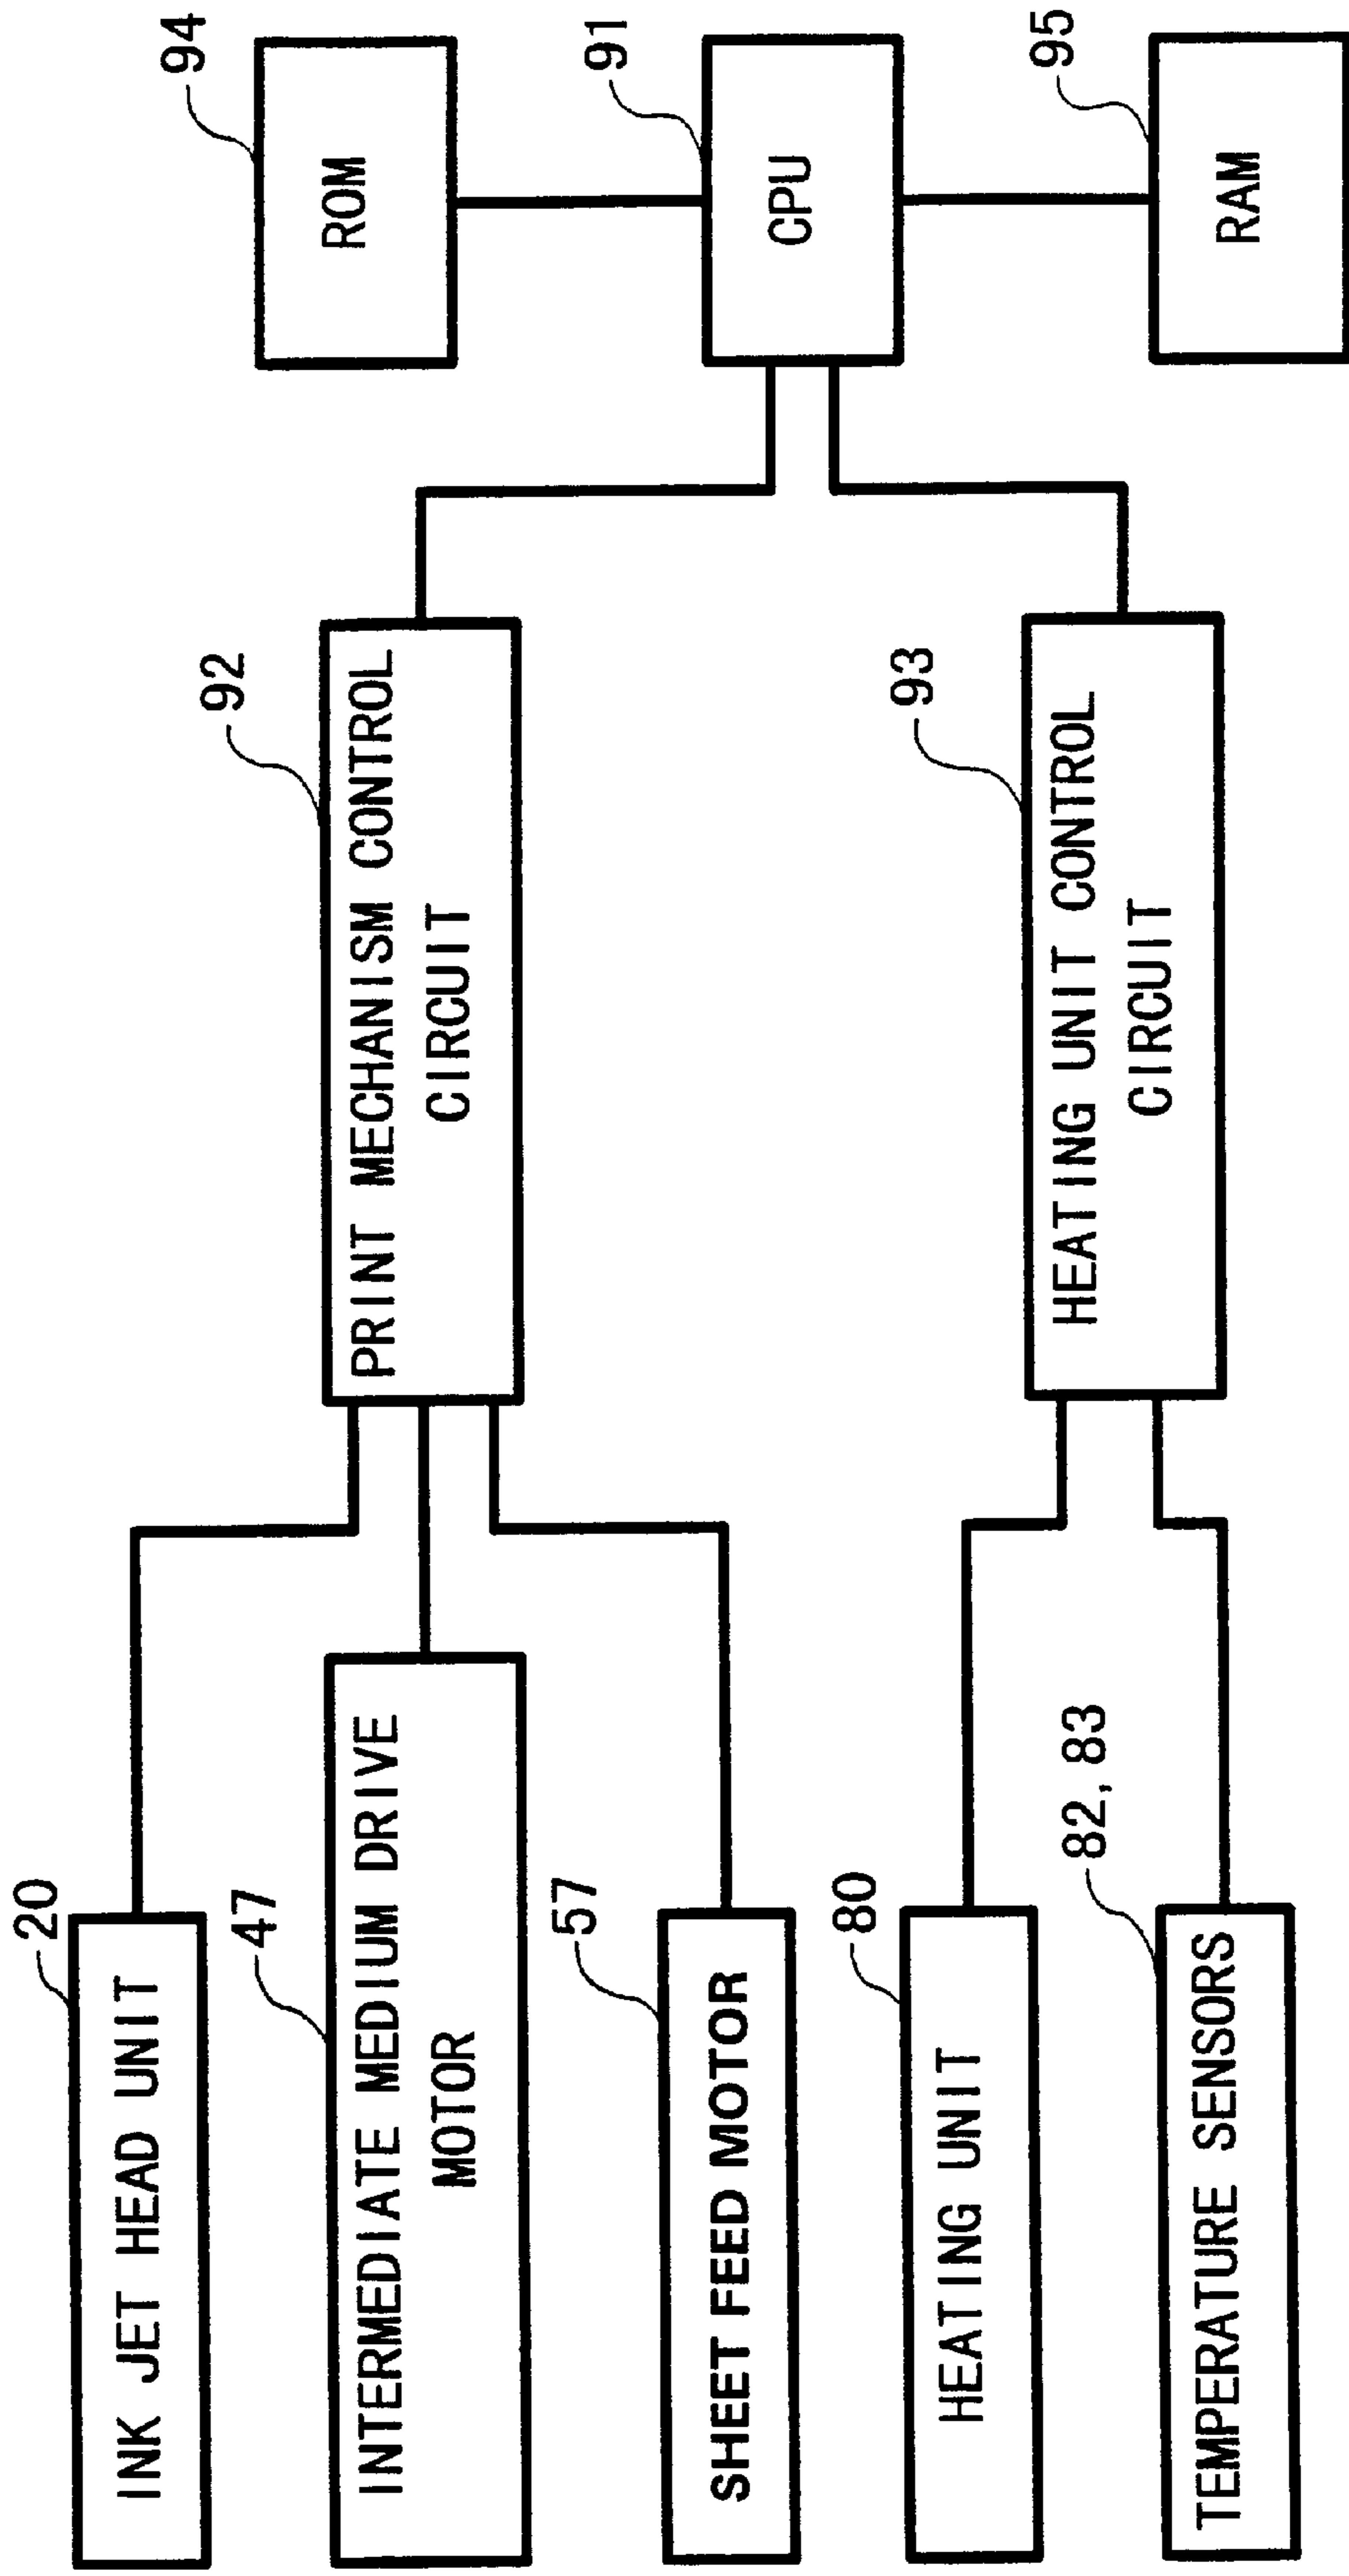 20
INK JET HEAD UNIT
47
INTERMEDIATE MEDIUM DRIVE
MOTOR
57
SHEET FEED MOTOR
80
HEATING UNIT
82, 83
TEMPERATURE SENSORS
92
PRINT MECHANISM CONTROL
CIRCUIT
93
HEATING UNIT CONTROL
CIRCUIT
94
ROM
91
CPU
95
RAM